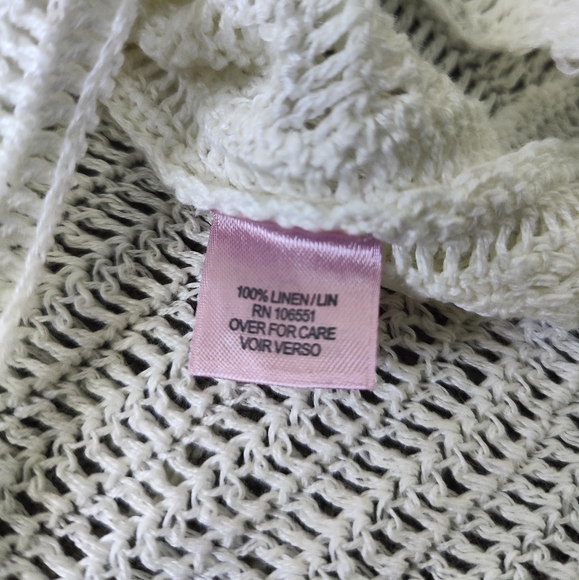 100% LINEN/LIN
RN 106551
OVER FOR CARE
VOIR VERSO